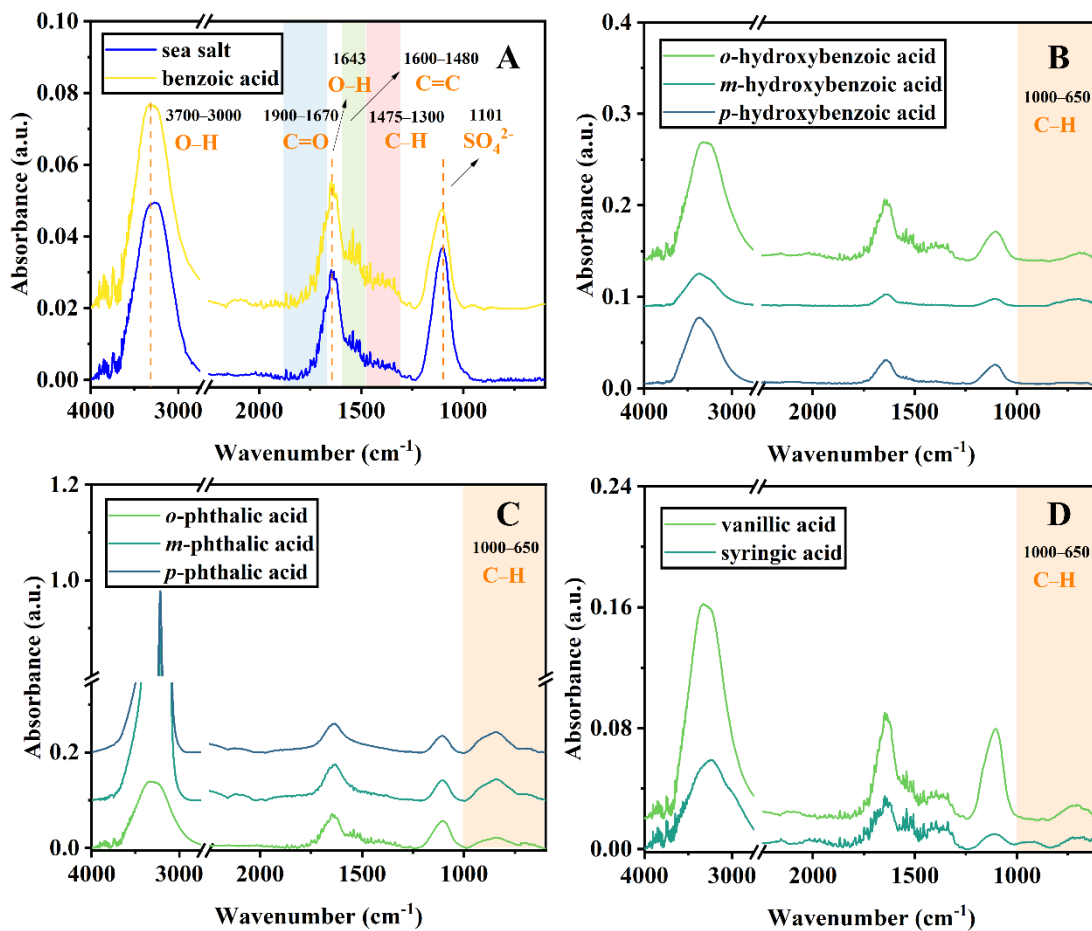 A
sea salt
benzoic acid
1643
O–H
1600–1480
C=C
3700–3000
O–H
1900–1670
C=O
1475–1300
C–H
1101
SO₄²⁻
0.10
0.08
0.06
0.04
0.02
0.00
4000
3000
2000
1500
1000
Absorbance (a.u.)
Wavenumber (cm⁻¹)
B
o-hydroxybenzoic acid
m-hydroxybenzoic acid
p-hydroxybenzoic acid
1000–650
C–H
0.4
0.3
0.2
0.1
0.0
4000
3000
2000
1500
1000
Absorbance (a.u.)
Wavenumber (cm⁻¹)
C
o-phthalic acid
m-phthalic acid
p-phthalic acid
1000–650
C–H
1.2
1.0
0.2
0.0
4000
3000
2000
1500
1000
Absorbance (a.u.)
Wavenumber (cm⁻¹)
D
vanillic acid
syringic acid
1000–650
C–H
0.24
0.16
0.08
0.00
4000
3000
2000
1500
1000
Absorbance (a.u.)
Wavenumber (cm⁻¹)